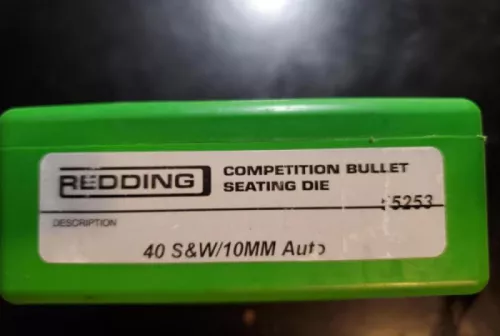 REDDING COMPETITION BULLET
SEATING DIE
5253
DESCRIPTION
40 S&W/10MM Auto